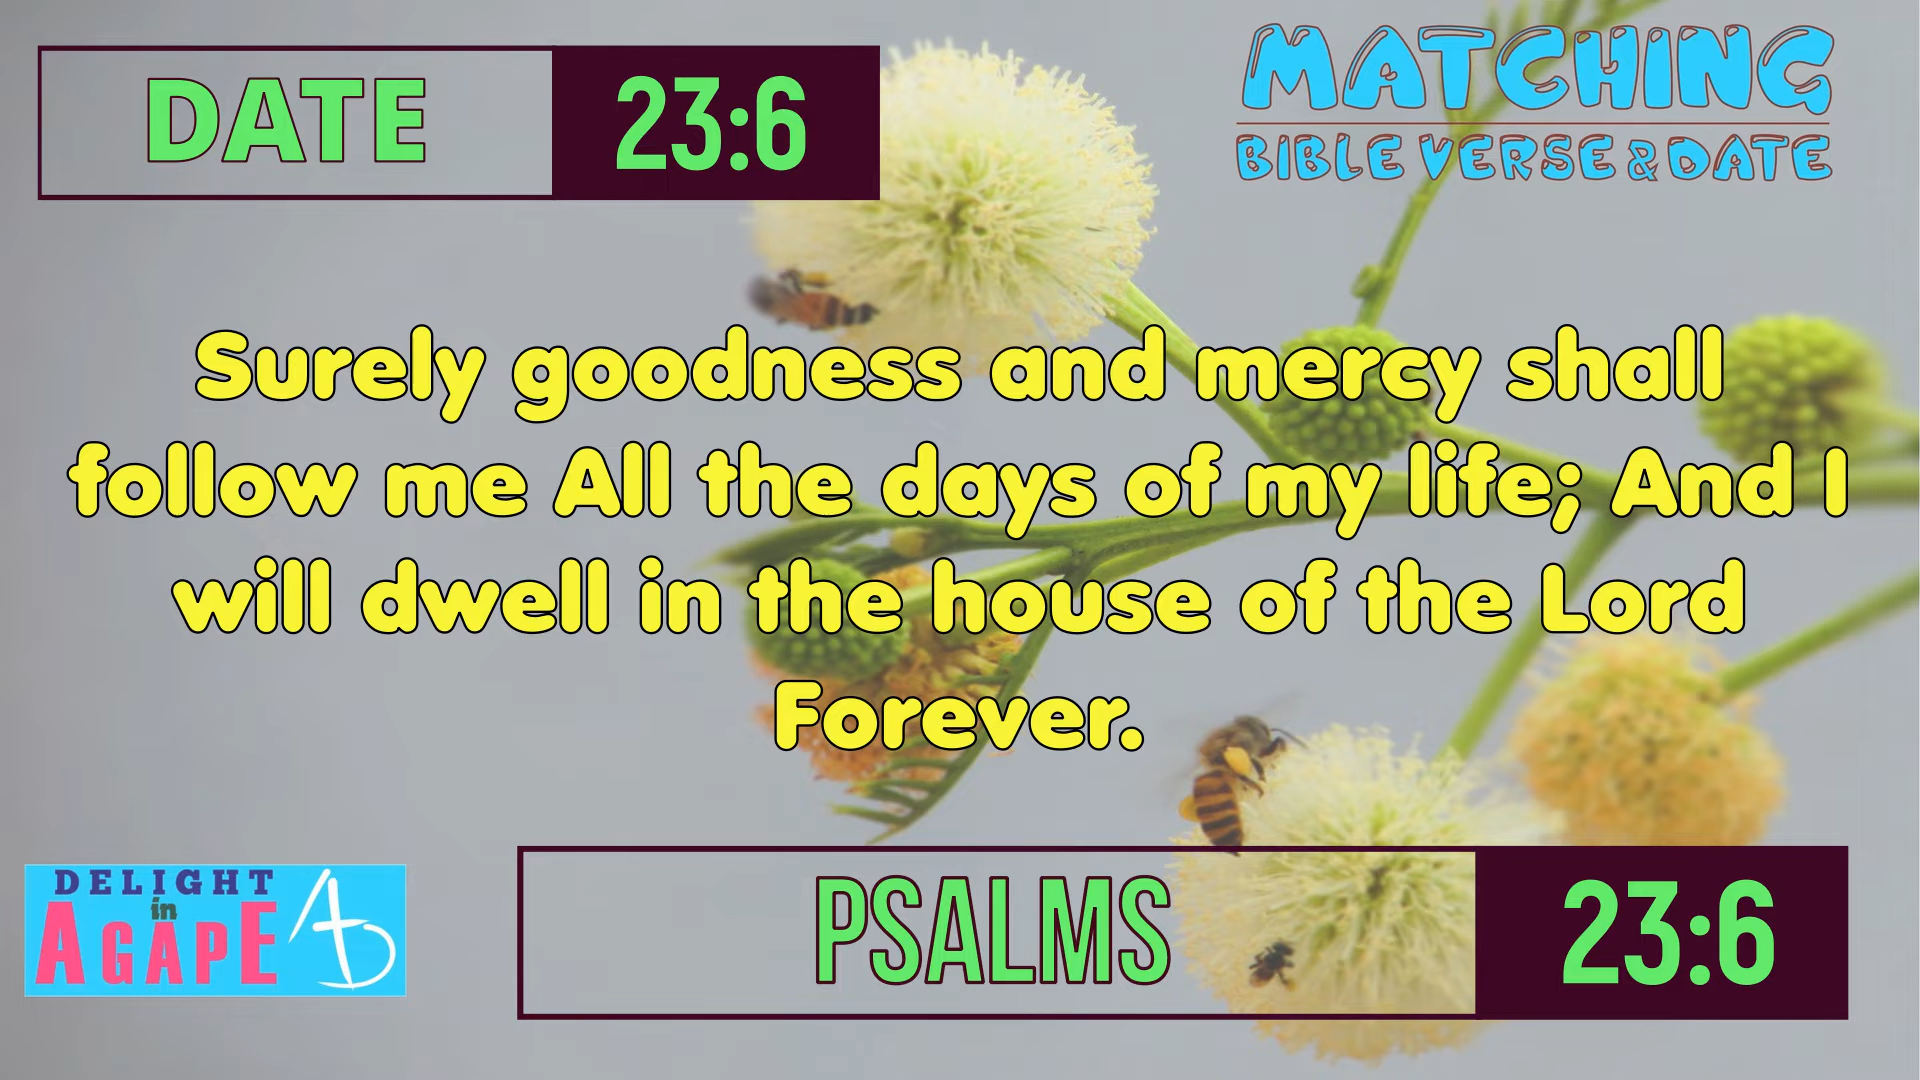 DATE 23:6
MATCHING
BIBLE VERSE & DATE
Surely goodness and mercy shall
follow me All the days of my life; And I
will dwell in the house of the Lord
Forever.
DELIGHT
in
AGAPE
PSALMS 23:6